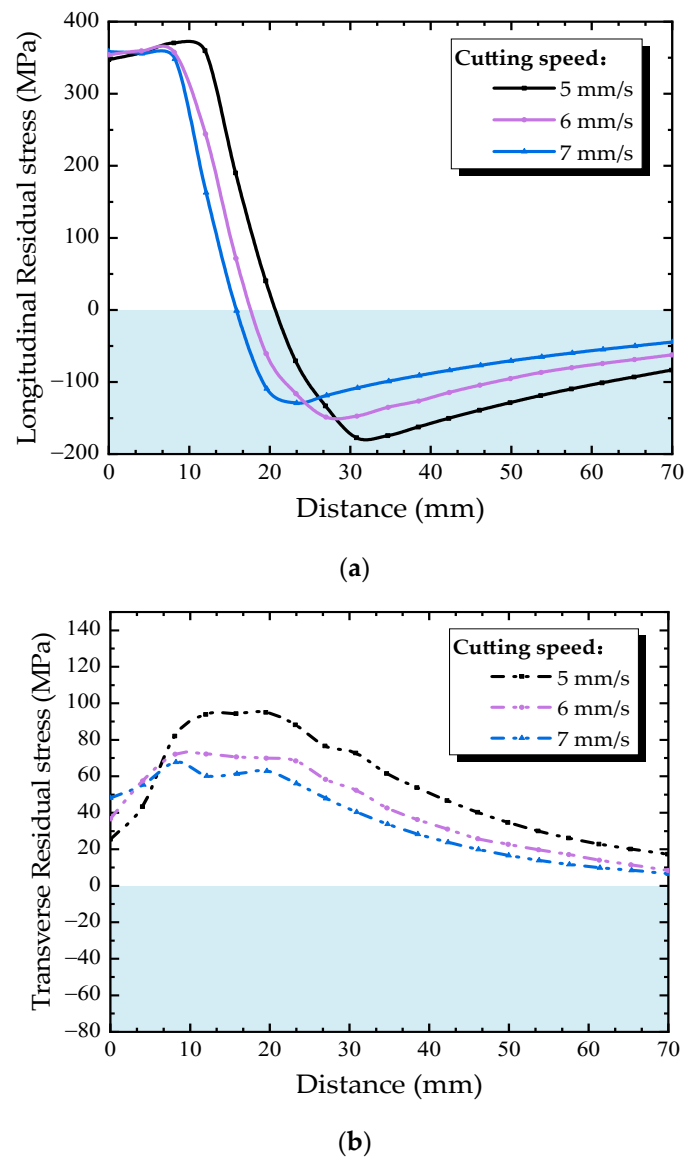 400
300
200
100
0
−100
−200
Longitudinal Residual stress (MPa)
Cutting speed：
5 mm/s
6 mm/s
7 mm/s
0 10 20 30 40 50 60 70
Distance (mm)
(a)
140
120
100
80
60
40
20
0
−20
−40
−60
−80
Transverse Residual stress (MPa)
Cutting speed：
5 mm/s
6 mm/s
7 mm/s
0 10 20 30 40 50 60 70
Distance (mm)
(b)